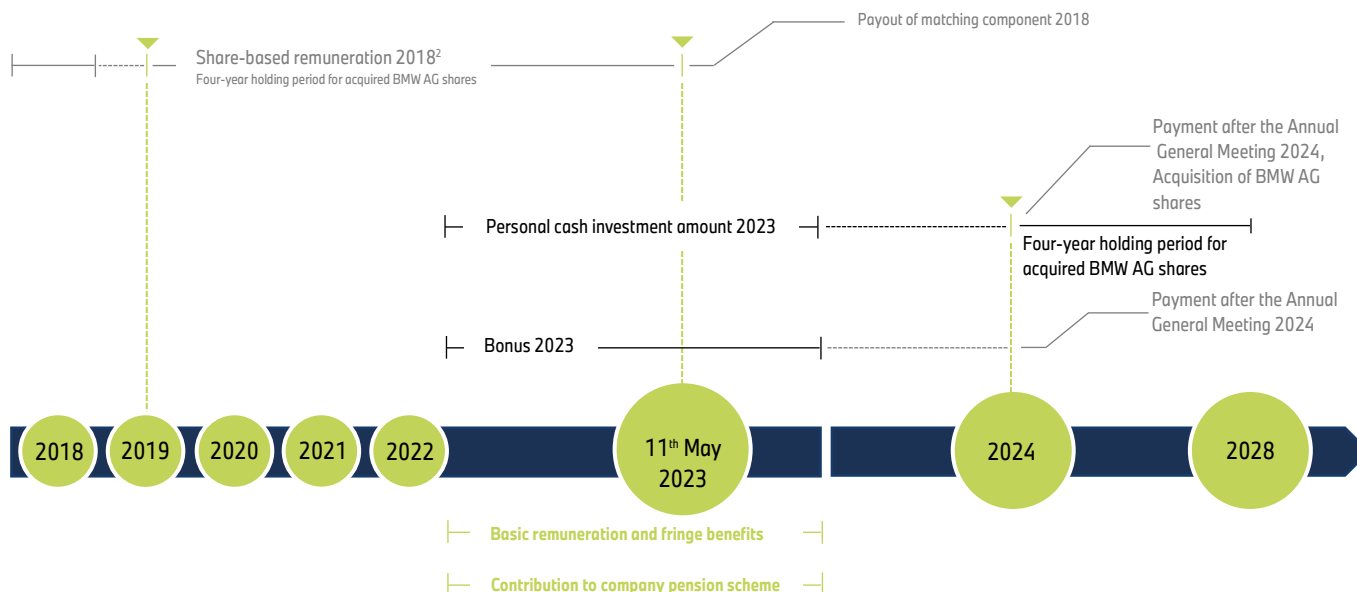 Payout of matching component 2018
Share-based remuneration 2018²
Four-year holding period for acquired BMW AG shares
Payment after the Annual
General Meeting 2024,
Acquisition of BMW AG
shares
Personal cash investment amount 2023
Four-year holding period for
acquired BMW AG shares
Payment after the Annual
General Meeting 2024
Bonus 2023
2018
2019
2020
2021
2022
11th May
2023
2024
2028
Basic remuneration and fringe benefits
Contribution to company pension scheme